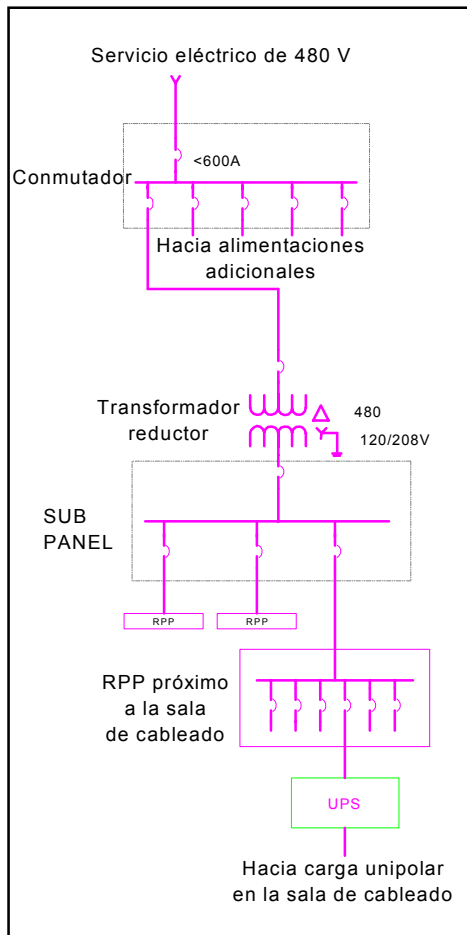 Servicio eléctrico de 480 V
<600A
Conmutador
Hacia alimentaciones
adicionales
Transformador
reductor
480
120/208V
SUB
PANEL
RPP
RPP
RPP próximo
a la sala
de cableado
UPS
Hacia carga unipolar
en la sala de cableado